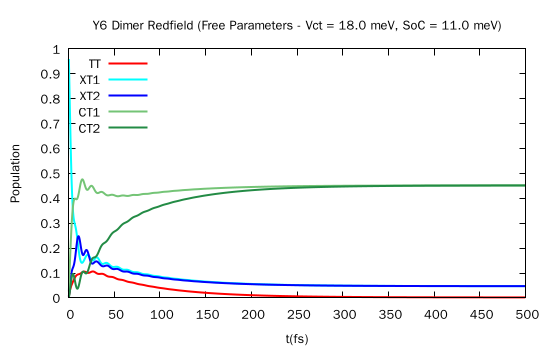 Y6 Dimer Redfield (Free Parameters - Vct = 18.0 meV, SoC = 11.0 meV)
Population
1
0.9
0.8
0.7
0.6
0.5
0.4
0.3
0.2
0.1
0
TT
XT1
XT2
CT1
CT2
0 50 100 150 200 250 300 350 400 450 500
t(fs)